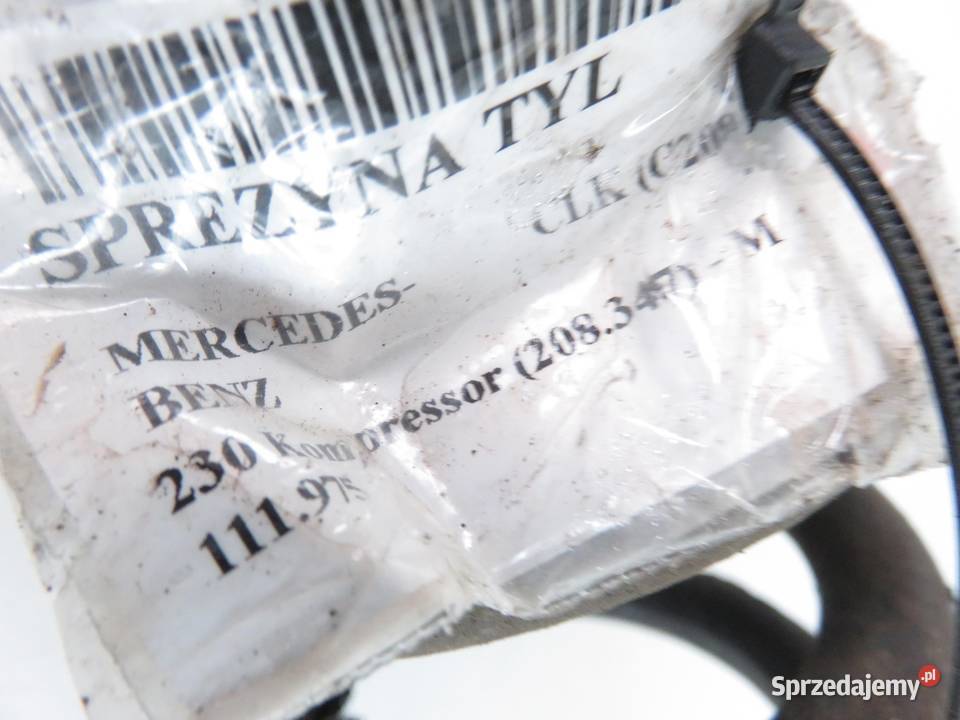 SPREZYNA TYL
MERCEDES-
BENZ
CLK (C208)
230 Kompressor (208.347) - M
111.975
Sprzedajemy.pl